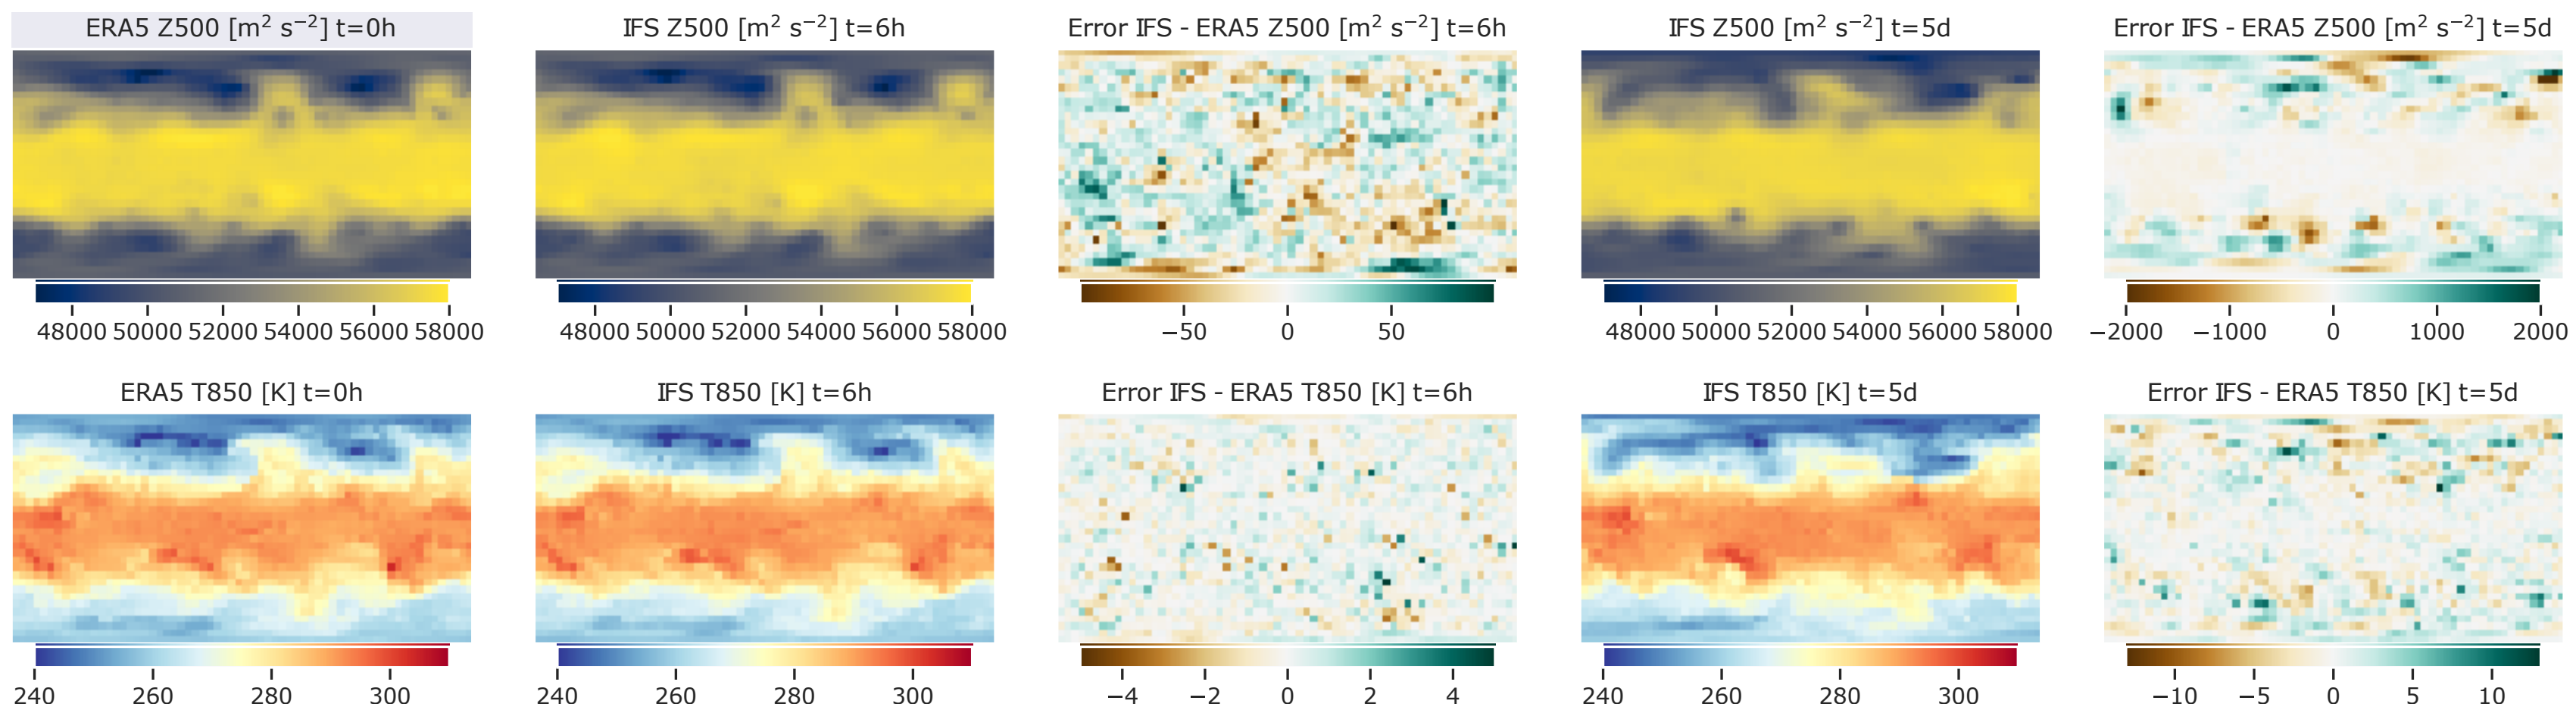 ERA5 Z500 [m² s⁻²] t=0h
IFS Z500 [m² s⁻²] t=6h
Error IFS - ERA5 Z500 [m² s⁻²] t=6h
IFS Z500 [m² s⁻²] t=5d
Error IFS - ERA5 Z500 [m² s⁻²] t=5d
48000 50000 52000 54000 56000 58000
48000 50000 52000 54000 56000 58000
−50 0 50
48000 50000 52000 54000 56000 58000
−2000 −1000 0 1000 2000
ERA5 T850 [K] t=0h
IFS T850 [K] t=6h
Error IFS - ERA5 T850 [K] t=6h
IFS T850 [K] t=5d
Error IFS - ERA5 T850 [K] t=5d
240 260 280 300
240 260 280 300
−4 −2 0 2 4
240 260 280 300
−10 −5 0 5 10